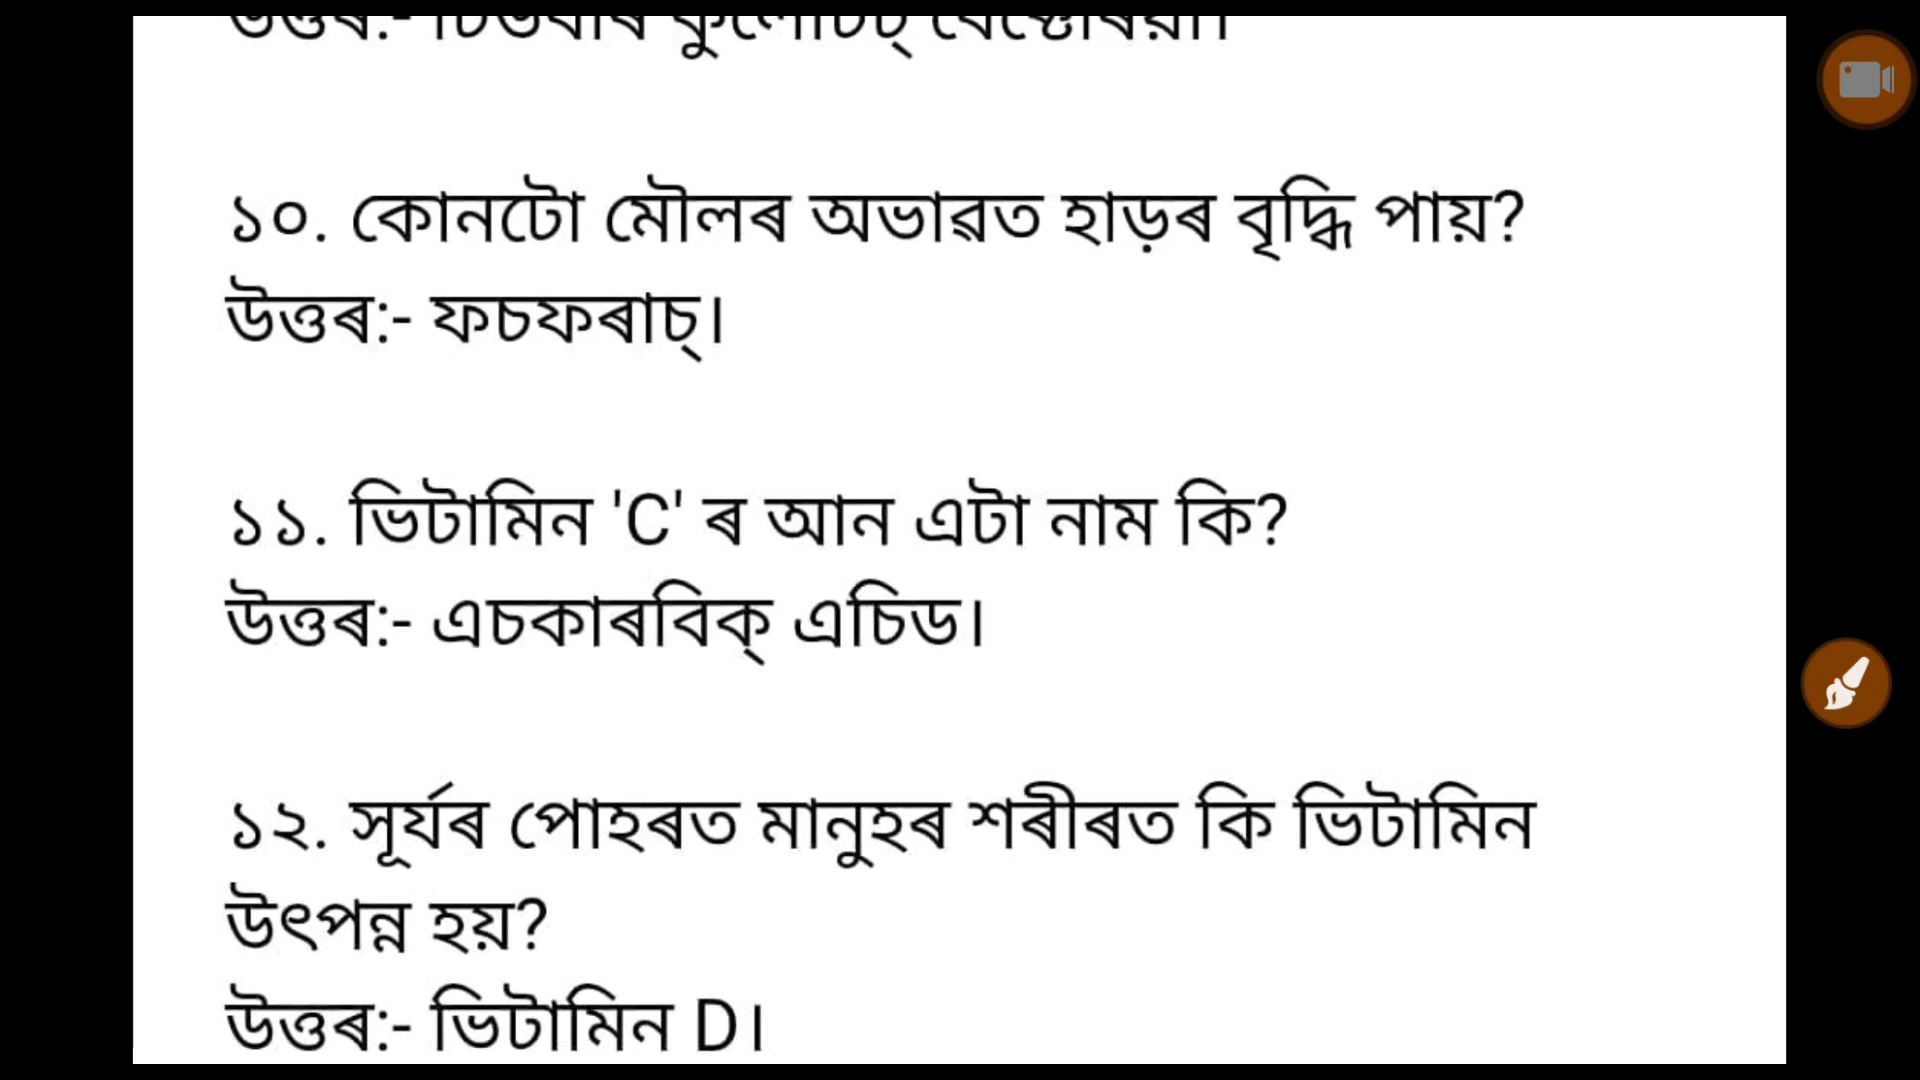 ১০. কোনটো মৌলৰ অভাৱত হাড়ৰ বৃদ্ধি পায়?
উত্তৰ:- ফচফৰাচ্।
১১. ভিটামিন 'C' ৰ আন এটা নাম কি?
উত্তৰ:- এচকাৰবিক্ এচিড।
১২. সূৰ্যৰ পোহৰত মানুহৰ শৰীৰত কি ভিটামিন
উৎপন্ন হয়?
উত্তৰ:- ভিটামিন D।